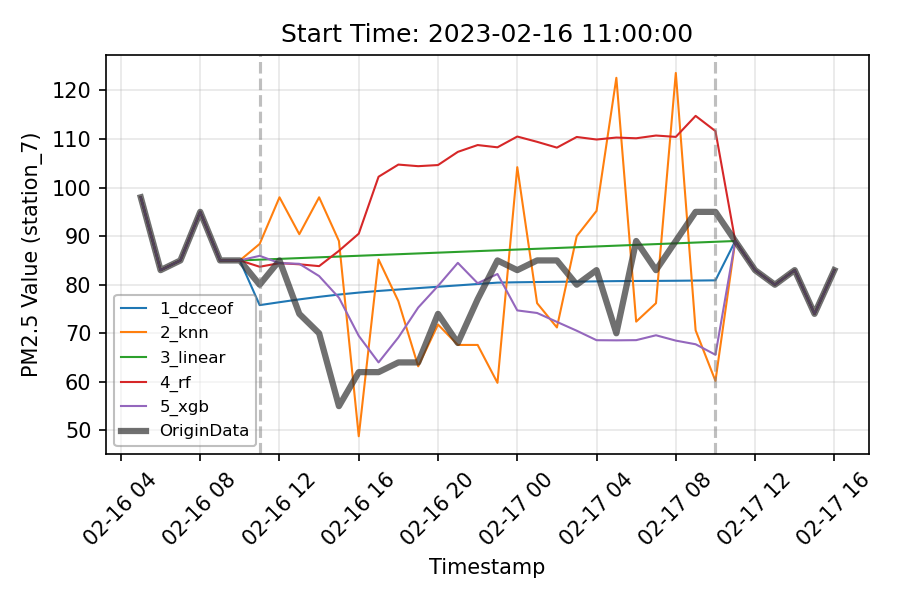 Start Time: 2023-02-16 11:00:00
PM2.5 Value (station_7)
120
110
100
90
80
70
60
50
1_dcceof
2_knn
3_linear
4_rf
5_xgb
OriginData
02-16 04
02-16 08
02-16 12
02-16 16
02-16 20
02-17 00
02-17 04
02-17 08
02-17 12
02-17 16
Timestamp